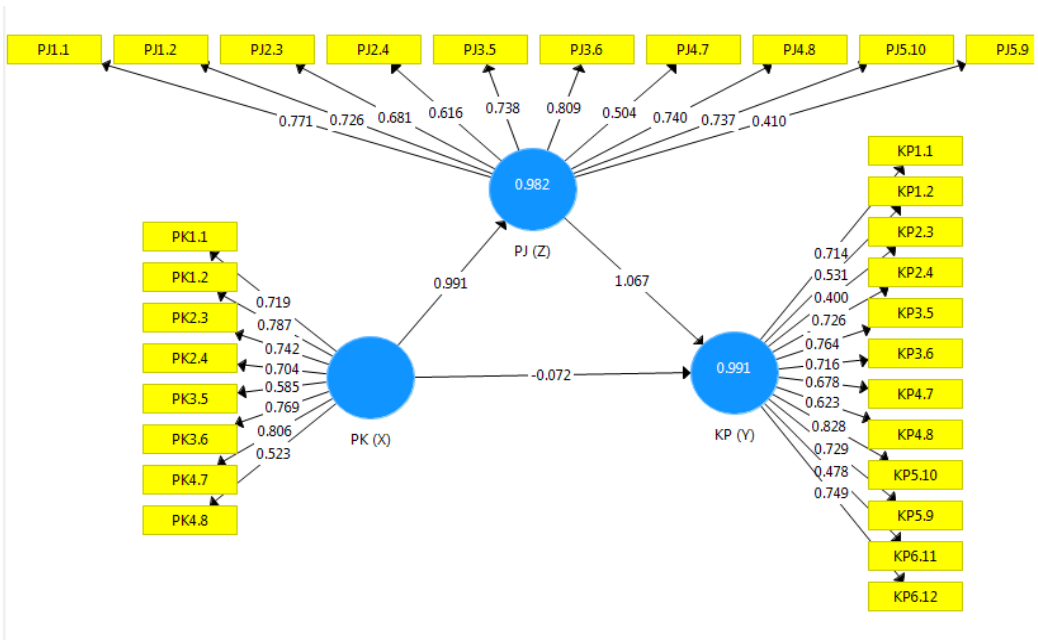 PJ1.1 PJ1.2 PJ2.3 PJ2.4 PJ3.5 PJ3.6 PJ4.7 PJ4.8 PJ5.10 PJ5.9
0.771 0.726 0.681 0.616 0.738 0.809 0.504 0.740 0.737 0.410
0.982
PJ (Z)
PK1.1
PK1.2
PK2.3
PK2.4
PK3.5
PK3.6
PK4.7
PK4.8
0.719
0.787
0.742
0.704
0.585
0.769
0.806
0.523
PK (X)
0.991
1.067
-0.072
0.991
KP (Y)
0.714
0.531
0.400
0.726
0.764
0.716
0.678
0.623
0.828
0.729
0.478
0.749
KP1.1
KP1.2
KP2.3
KP2.4
KP3.5
KP3.6
KP4.7
KP4.8
KP5.10
KP5.9
KP6.11
KP6.12